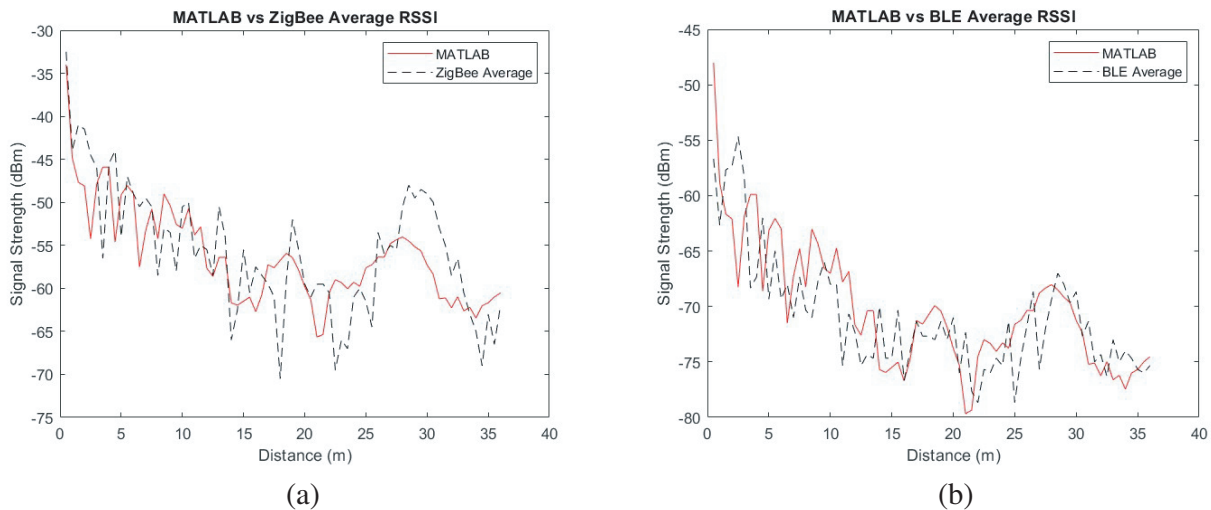 MATLAB vs ZigBee Average RSSI
-30
-35
-40
-45
-50
-55
-60
-65
-70
-75
Signal Strength (dBm)
MATLAB
ZigBee Average
0 5 10 15 20 25 30 35 40
Distance (m)
(a)
MATLAB vs BLE Average RSSI
-45
-50
-55
-60
-65
-70
-75
-80
Signal Strength (dBm)
MATLAB
BLE Average
0 5 10 15 20 25 30 35 40
Distance (m)
(b)